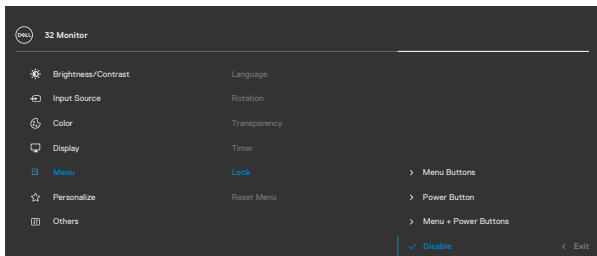 DELL 32 Monitor
Brightness/Contrast Language
Input Source Rotation
Color Transparency
Display Timer
Menu Lock > Menu Buttons
Personalize Reset Menu > Power Button
Others > Menu + Power Buttons
✓ Disable < Exit